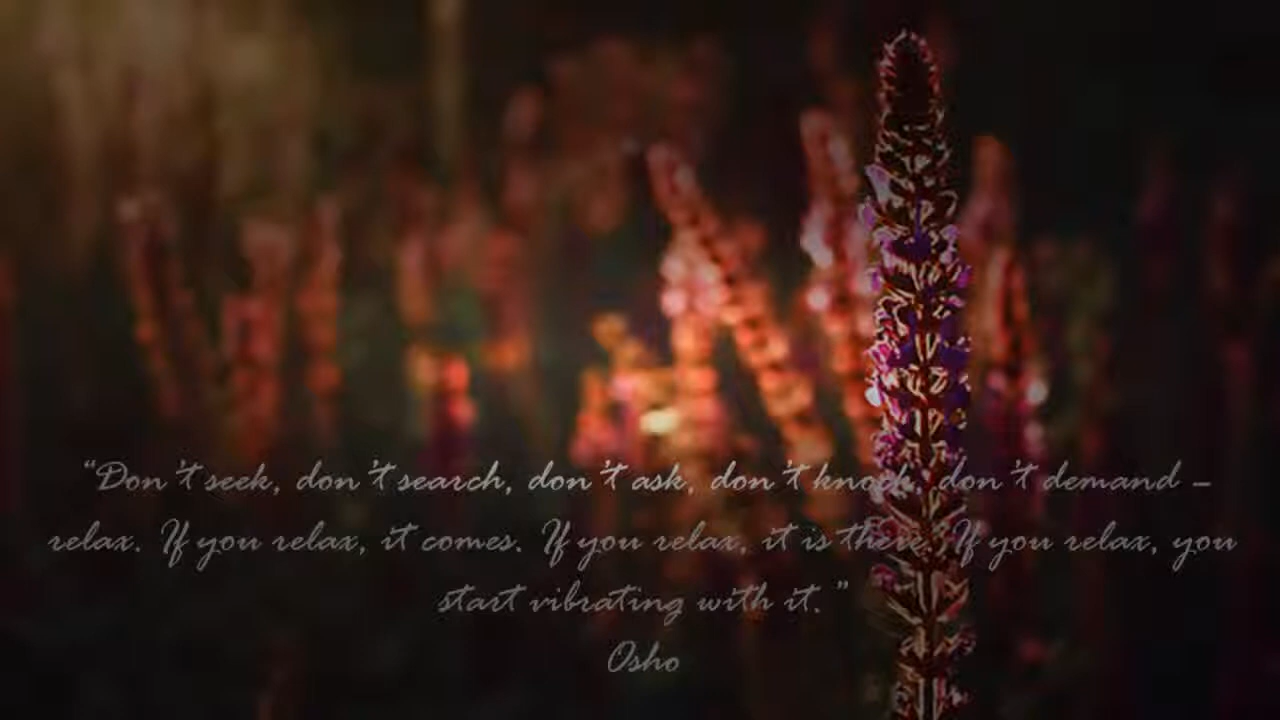 “Don't seek, don't search, don't ask, don't knock, don't demand –
relax. If you relax, it comes. If you relax, it is there. If you relax, you
start vibrating with it.”
Osho